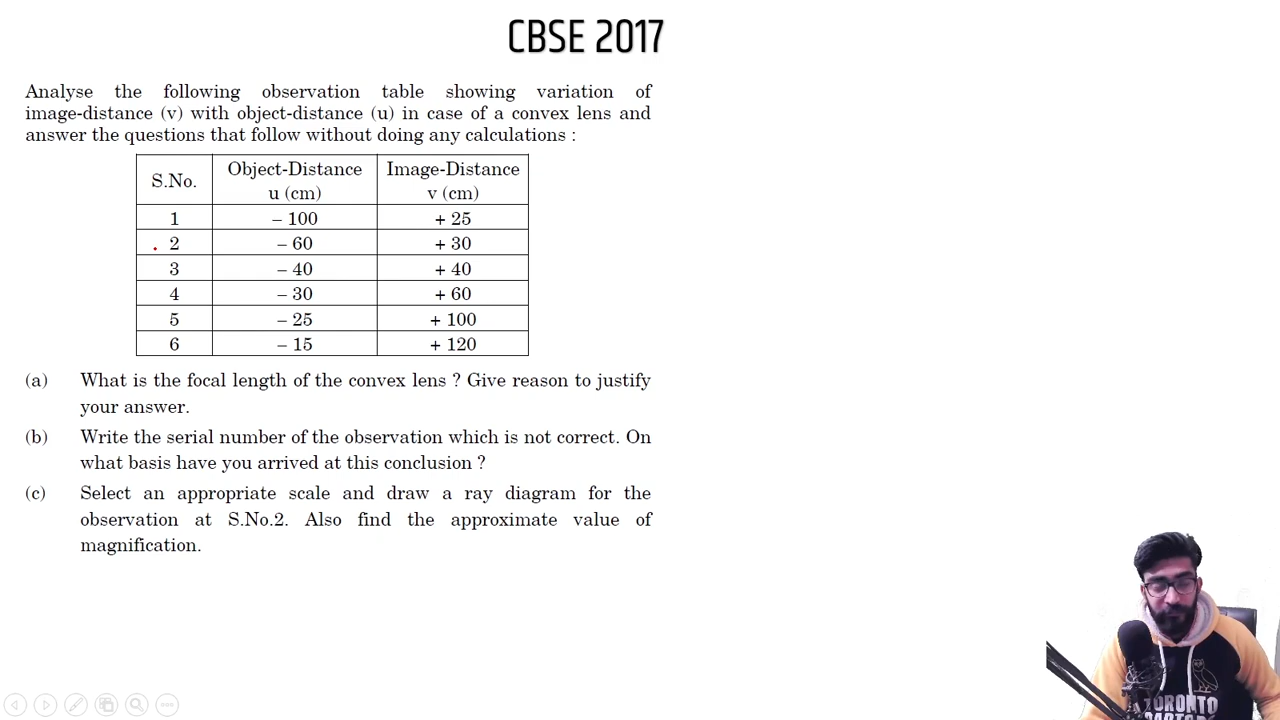 CBSE 2017
Analyse the following observation table showing variation of
image-distance (v) with object-distance (u) in case of a convex lens and
answer the questions that follow without doing any calculations :
S.No. Object-Distance u (cm) Image-Distance v (cm)
1 – 100 + 25
2 – 60 + 30
3 – 40 + 40
4 – 30 + 60
5 – 25 + 100
6 – 15 + 120
(a) What is the focal length of the convex lens ? Give reason to justify
your answer.
(b) Write the serial number of the observation which is not correct. On
what basis have you arrived at this conclusion ?
(c) Select an appropriate scale and draw a ray diagram for the
observation at S.No.2. Also find the approximate value of
magnification.
TORONTO